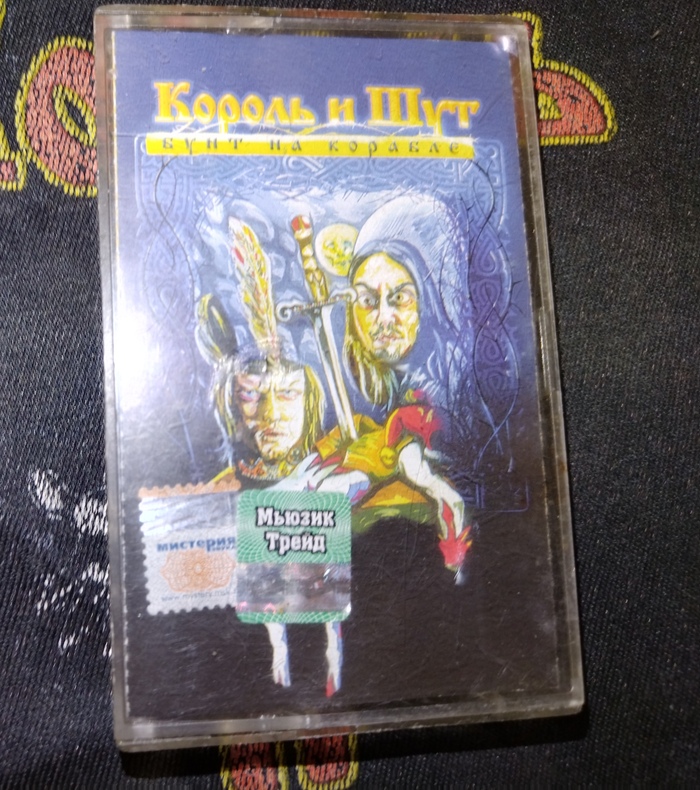 Король и Шут
БУНТ НА КОРАБЛЕ
мистерия
Мьюзик
Трейд